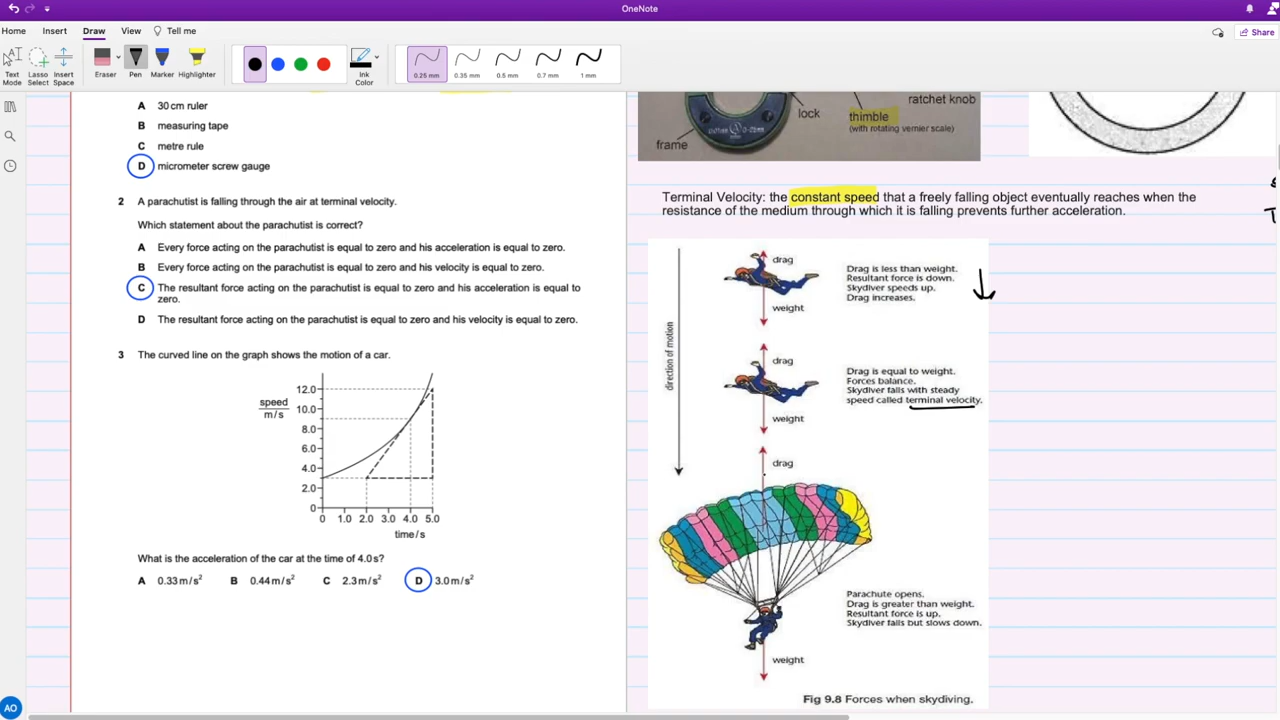 OneNote
Home Insert Draw View Tell me
Share
Text Mode
Lasso Select
Insert Space
Eraser
Pen
Marker
Highlighter
Ink Color
0.25 mm
0.35 mm
0.5 mm
0.7 mm
1 mm
A 30 cm ruler
B measuring tape
C metre rule
D micrometer screw gauge
2 A parachutist is falling through the air at terminal velocity.
Which statement about the parachutist is correct?
A Every force acting on the parachutist is equal to zero and his acceleration is equal to zero.
B Every force acting on the parachutist is equal to zero and his velocity is equal to zero.
C The resultant force acting on the parachutist is equal to zero and his acceleration is equal to
zero.
D The resultant force acting on the parachutist is equal to zero and his velocity is equal to zero.
3 The curved line on the graph shows the motion of a car.
speed
m/s
12.0
10.0
8.0
6.0
4.0
2.0
0
0 1.0 2.0 3.0 4.0 5.0
time/s
What is the acceleration of the car at the time of 4.0 s?
A 0.33 m/s² B 0.44 m/s² C 2.3 m/s² D 3.0 m/s²
AO
ratchet knob
lock
thimble
(with rotating vernier scale)
frame
Terminal Velocity: the constant speed that a freely falling object eventually reaches when the
resistance of the medium through which it is falling prevents further acceleration.
direction of motion
drag
weight
Drag is less than weight.
Resultant force is down.
Skydiver speeds up.
Drag increases.
drag
weight
Drag is equal to weight.
Forces balance.
Skydiver falls with steady
speed called terminal velocity.
drag
weight
Parachute opens.
Drag is greater than weight.
Resultant force is up.
Skydiver falls but slows down.
Fig 9.8 Forces when skydiving.